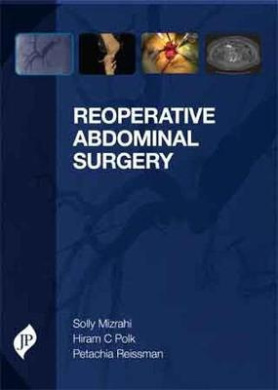 REOPERATIVE
ABDOMINAL
SURGERY
Solly Mizrahi
Hiram C Polk
Petachia Reissman
JP